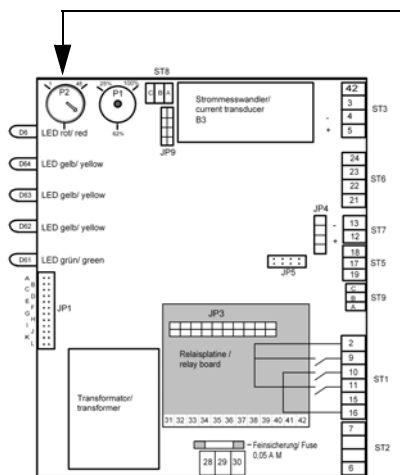 ST8
1
45
P2
25%
100%
P1
62%
C B A
Strommesswandler/
current transducer
B3
42
3
4
5
-
+
ST3
D6
LED rot/ red
JP9
D64
LED gelb/ yellow
D63
LED gelb/ yellow
D62
LED gelb/ yellow
D61
LED grün/ green
24
23
22
21
ST6
JP4
-
+
13
12
ST7
18
17
19
ST5
JP5
C
B
A
ST9
A
B
C
D
E
F
G
H
I
J
K
L
JP1
JP3
Relaisplatine /
relay board
2
9
10
11
15
16
ST1
Transformator/
transformer
31 32 33 34 35 36 37 38 39 40 41 42
7
6
ST2
Feinsicherung/ Fuse
0,05 A M
28 29 30